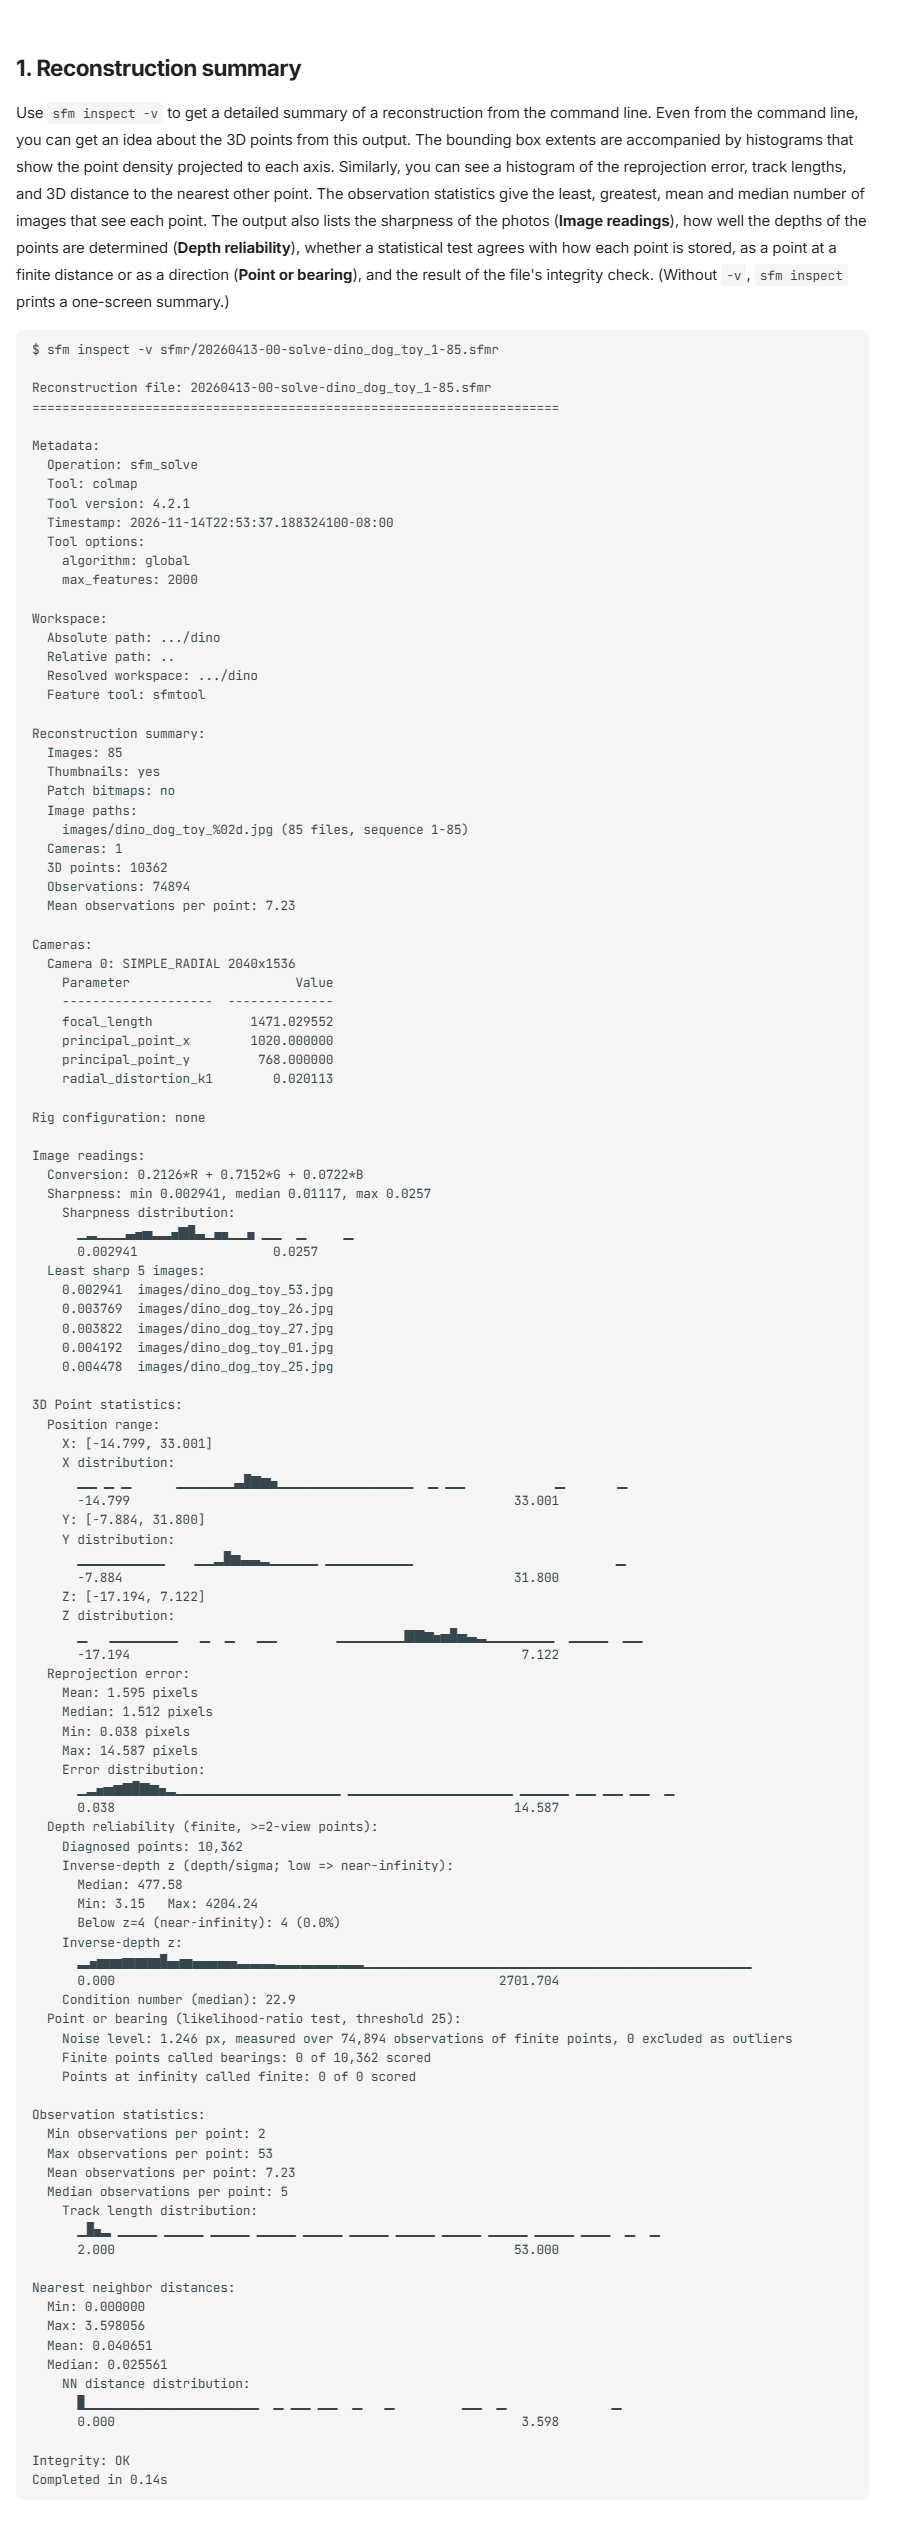 1. Reconstruction summary
Use sfm inspect -v to get a detailed summary of a reconstruction from the command line. Even from the command line,
you can get an idea about the 3D points from this output. The bounding box extents are accompanied by histograms that
show the point density projected to each axis. Similarly, you can see a histogram of the reprojection error, track lengths,
and 3D distance to the nearest other point. The observation statistics give the least, greatest, mean and median number of
images that see each point. The output also lists the sharpness of the photos (Image readings), how well the depths of the
points are determined (Depth reliability), whether a statistical test agrees with how each point is stored, as a point at a
finite distance or as a direction (Point or bearing), and the result of the file's integrity check. (Without -v, sfm inspect
prints a one-screen summary.)
$ sfm inspect -v sfmr/20260413-00-solve-dino_dog_toy_1-85.sfmr
Reconstruction file: 20260413-00-solve-dino_dog_toy_1-85.sfmr
======================================================================
Metadata:
Operation: sfm_solve
Tool: colmap
Tool version: 4.2.1
Timestamp: 2026-11-14T22:53:37.188324100-08:00
Tool options:
algorithm: global
max_features: 2000
Workspace:
Absolute path: .../dino
Relative path: ..
Resolved workspace: .../dino
Feature tool: sfmtool
Reconstruction summary:
Images: 85
Thumbnails: yes
Patch bitmaps: no
Image paths:
images/dino_dog_toy_%02d.jpg (85 files, sequence 1-85)
Cameras: 1
3D points: 10362
Observations: 74894
Mean observations per point: 7.23
Cameras:
Camera 0: SIMPLE_RADIAL 2040x1536
Parameter Value
-------------------- --------------
focal_length 1471.029552
principal_point_x 1020.000000
principal_point_y 768.000000
radial_distortion_k1 0.020113
Rig configuration: none
Image readings:
Conversion: 0.2126*R + 0.7152*G + 0.0722*B
Sharpness: min 0.002941, median 0.01117, max 0.0257
Sharpness distribution:
0.002941 0.0257
Least sharp 5 images:
0.002941 images/dino_dog_toy_53.jpg
0.003769 images/dino_dog_toy_26.jpg
0.003822 images/dino_dog_toy_27.jpg
0.004192 images/dino_dog_toy_01.jpg
0.004478 images/dino_dog_toy_25.jpg
3D Point statistics:
Position range:
X: [-14.799, 33.001]
X distribution:
-14.799 33.001
Y: [-7.884, 31.800]
Y distribution:
-7.884 31.800
Z: [-17.194, 7.122]
Z distribution:
-17.194 7.122
Reprojection error:
Mean: 1.595 pixels
Median: 1.512 pixels
Min: 0.038 pixels
Max: 14.587 pixels
Error distribution:
0.038 14.587
Depth reliability (finite, >=2-view points):
Diagnosed points: 10,362
Inverse-depth z (depth/sigma; low => near-infinity):
Median: 477.58
Min: 3.15 Max: 4204.24
Below z=4 (near-infinity): 4 (0.0%)
Inverse-depth z:
0.000 2701.704
Condition number (median): 22.9
Point or bearing (likelihood-ratio test, threshold 25):
Noise level: 1.246 px, measured over 74,894 observations of finite points, 0 excluded as outliers
Finite points called bearings: 0 of 10,362 scored
Points at infinity called finite: 0 of 0 scored
Observation statistics:
Min observations per point: 2
Max observations per point: 53
Mean observations per point: 7.23
Median observations per point: 5
Track length distribution:
2.000 53.000
Nearest neighbor distances:
Min: 0.000000
Max: 3.598056
Mean: 0.040651
Median: 0.025561
NN distance distribution:
0.000 3.598
Integrity: OK
Completed in 0.14s